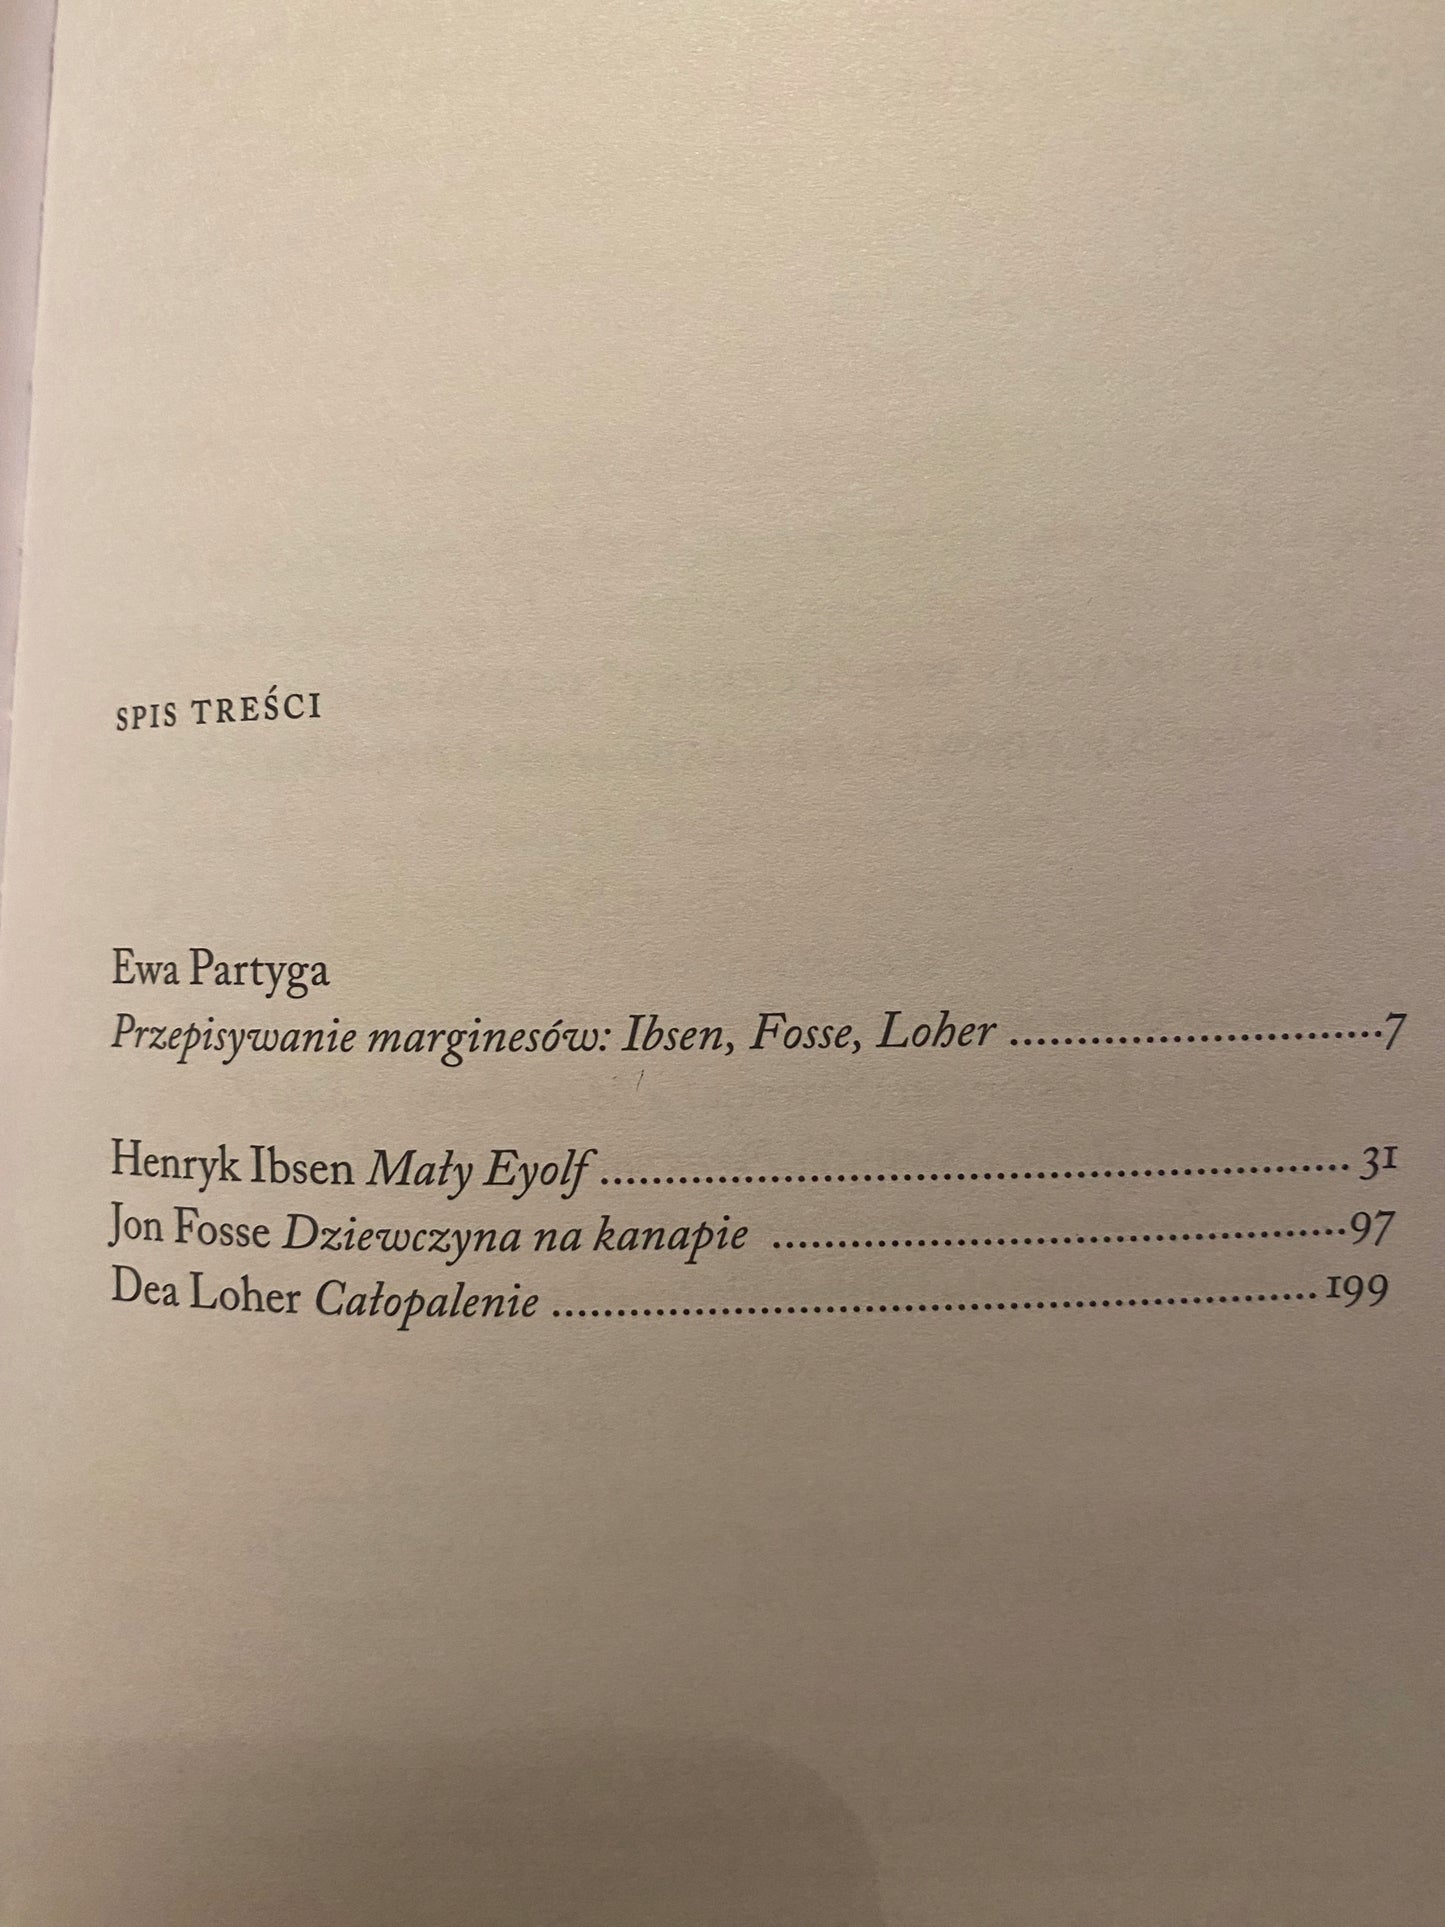 SPIS TREŚCI
Ewa Partyga
Przepisywanie marginesów: Ibsen, Fosse, Loher ............................7
Henryk Ibsen Mały Eyolf ........................................................ 31
Jon Fosse Dziewczyna na kanapie ...........................................97
Dea Loher Całopalenie .........................................................199